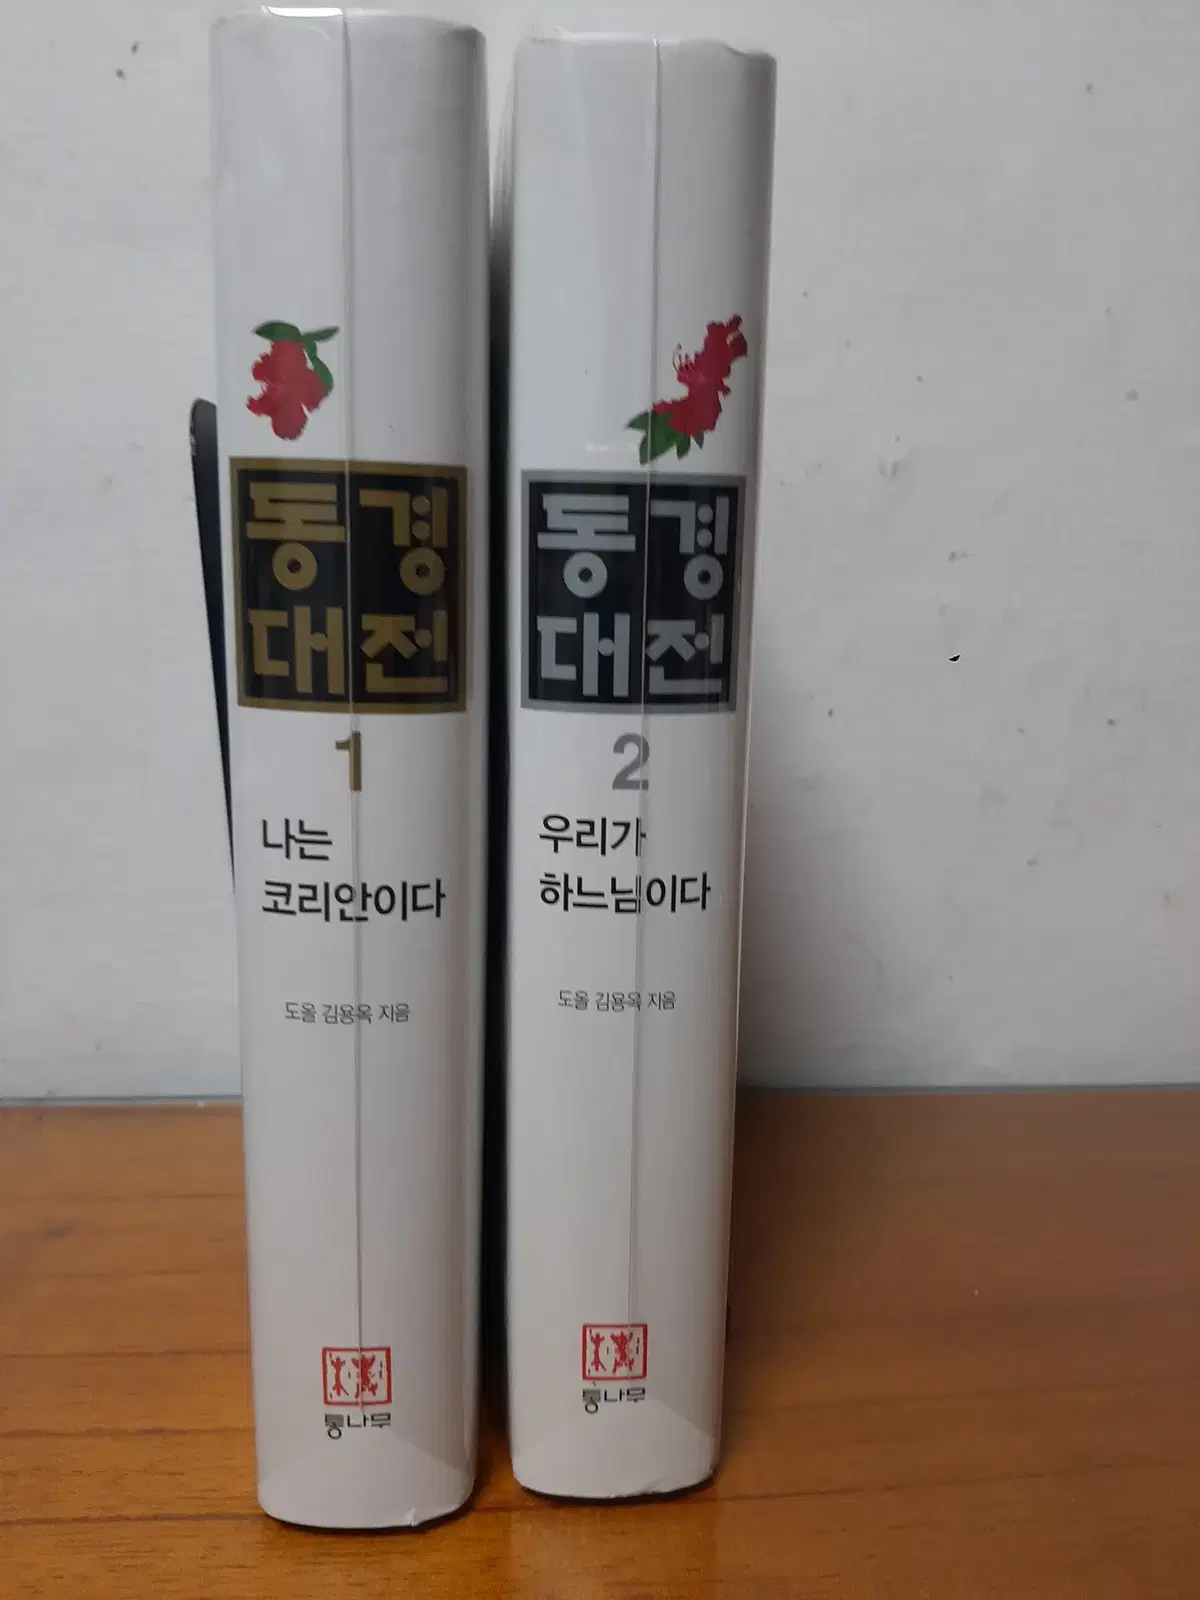 동경
대전
1
나는
코리안이다
도올 김용옥 지음
통나무
동경
대전
2
우리가
하느님이다
도올 김용옥 지음
통나무